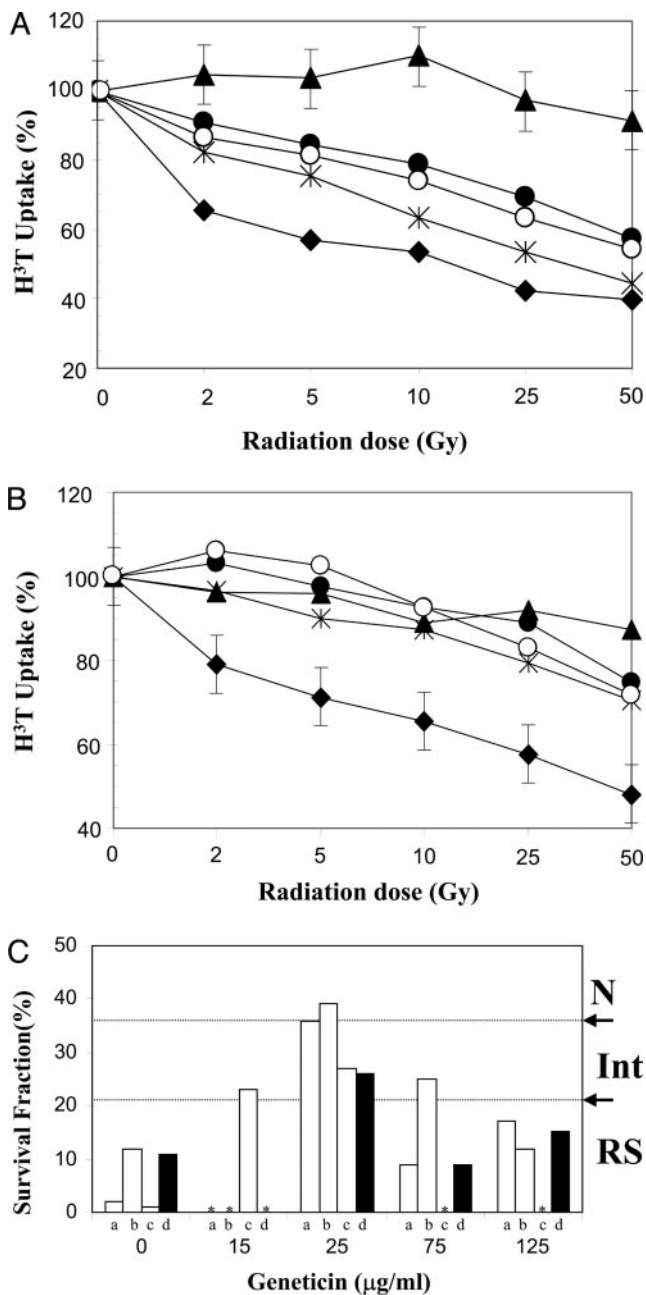 A
120
100
80
60
40
20
H³T Uptake (%)
0 2 5 10 25 50
Radiation dose (Gy)
B
120
100
80
60
40
H³T Uptake (%)
0 2 5 10 25 50
Radiation dose (Gy)
C
50
40
30
20
10
0
Survival Fraction(%)
N
Int
RS
* * * * *
a b c d a b c d a b c d a b c d a b c d
0 15 25 75 125
Geneticin (µg/ml)